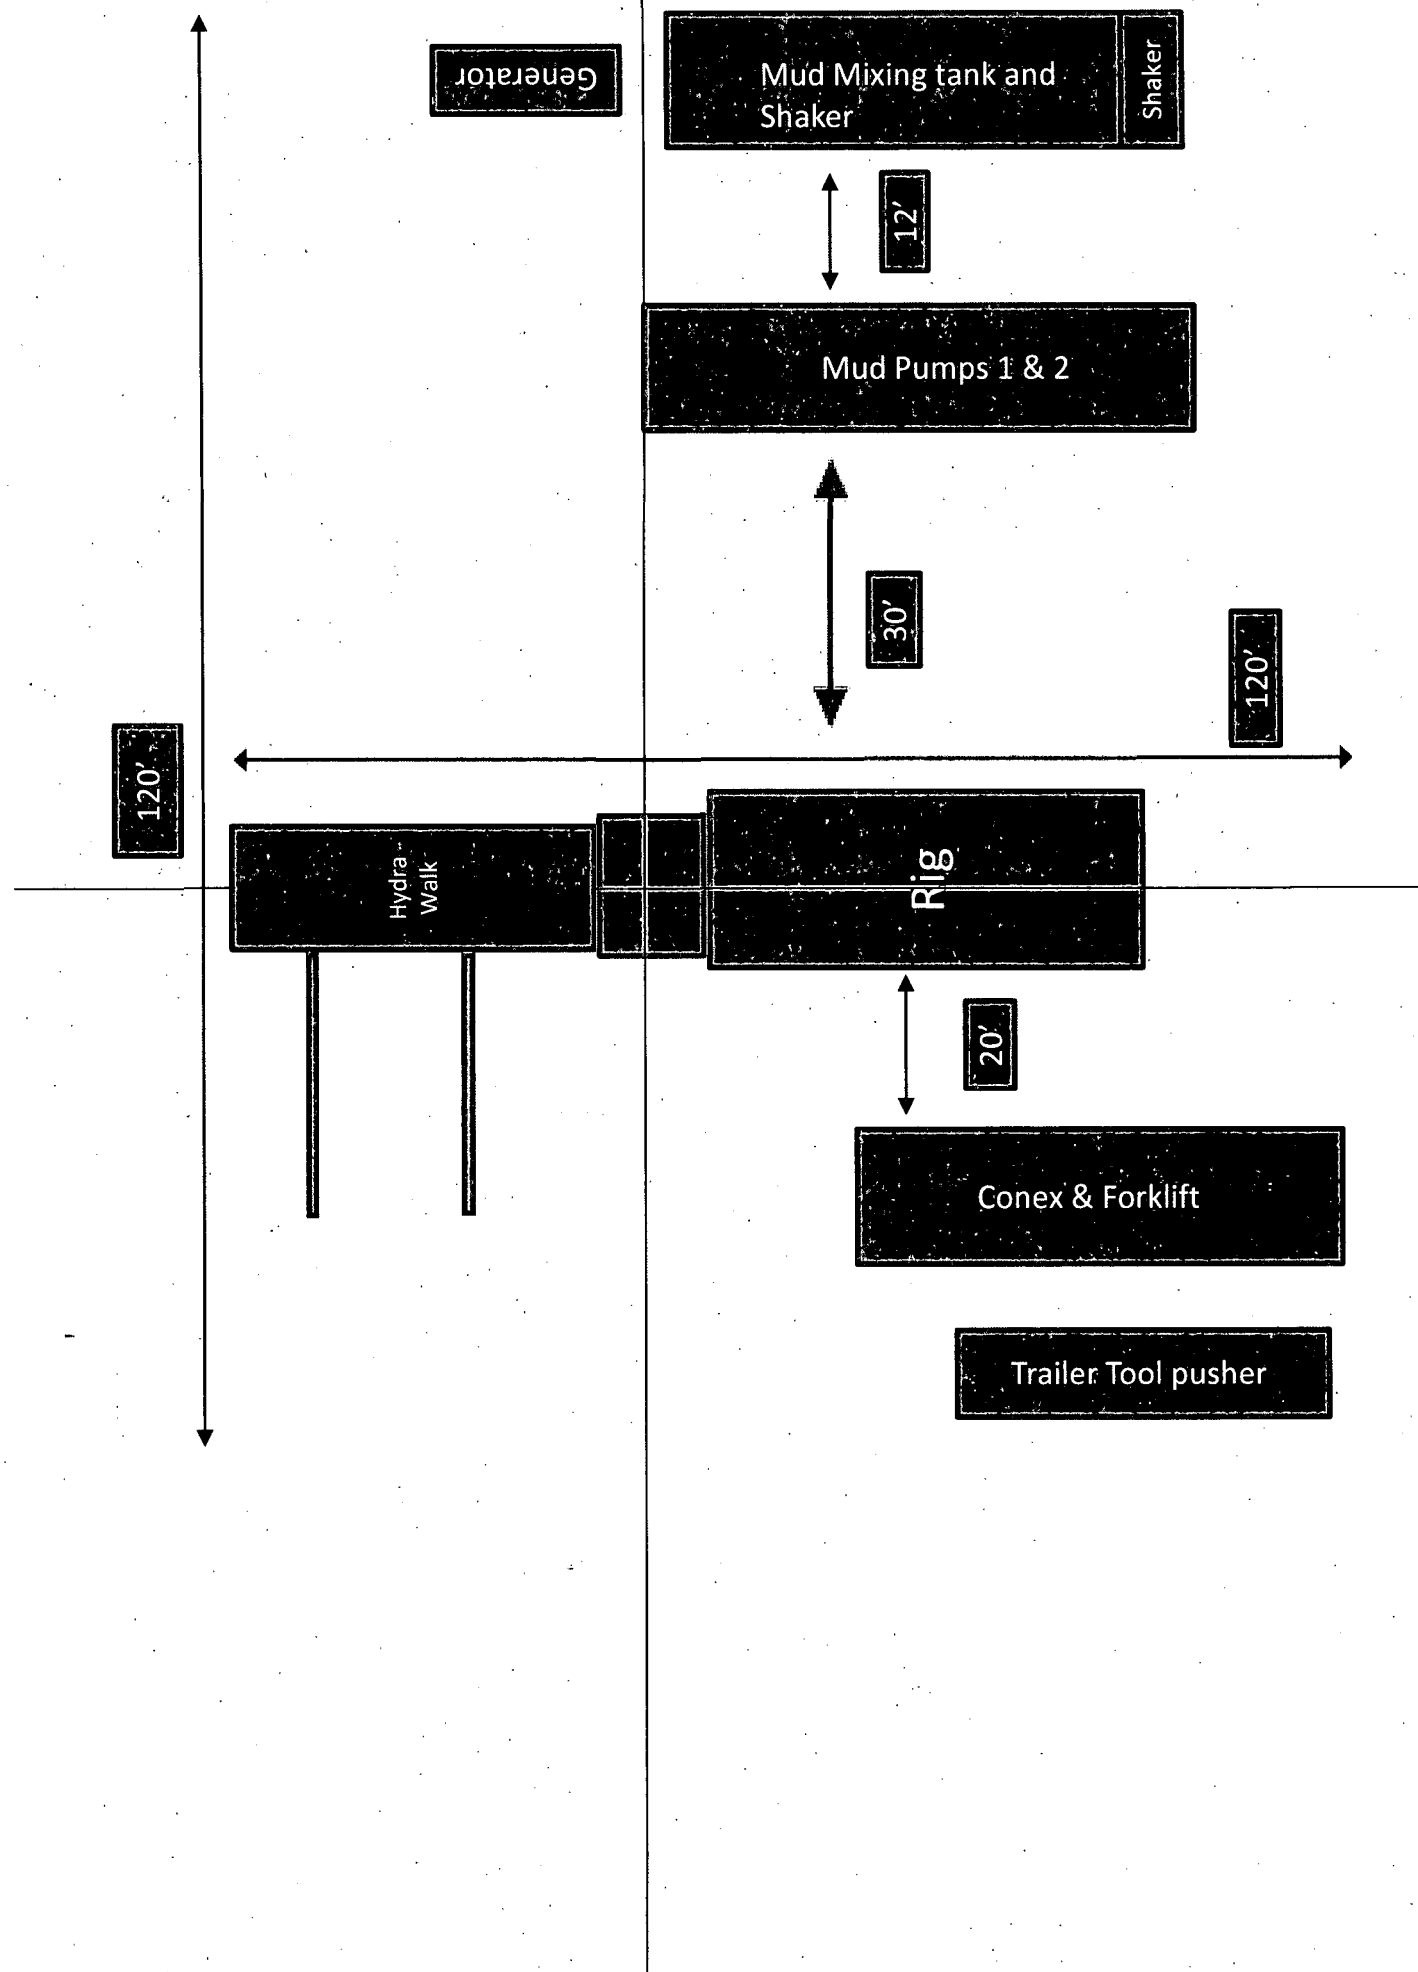 Generator
Mud Mixing tank and
Shaker
Shaker
12'
Mud Pumps 1 & 2
30'
120'
120'
Hydra
Walk
Rig
20'
Conex & Forklift
Trailer Tool pusher